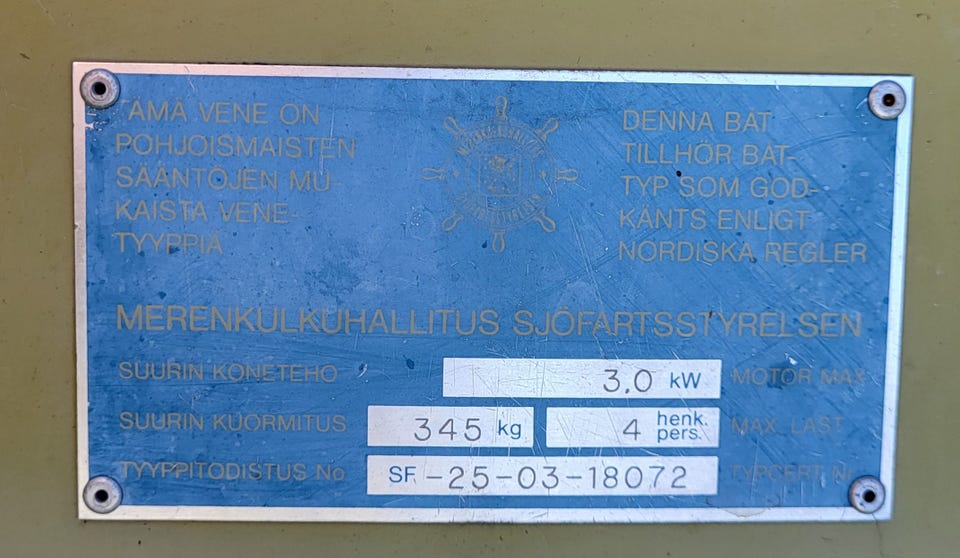 TÄMÄ VENE ON
POHJOISMAISTEN
SÄÄNTÖJEN MU-
KAISTA VENE-
TYYPPIÄ
MERENKULKUHALLITUS
SJÖFARTSSTYRELSEN
DENNA BÅT
TILLHÖR BÅT-
TYP SOM GOD-
KÄNTS ENLIGT
NORDISKA REGLER
MERENKULKUHALLITUS SJÖFARTSSTYRELSEN
SUURIN KONETEHO 3,0 kW MOTOR MAX
SUURIN KUORMITUS 345 kg 4 henk. pers. MAX LAST
TYYPPITODISTUS No SF -25-03-18072 TYPCERT Nr